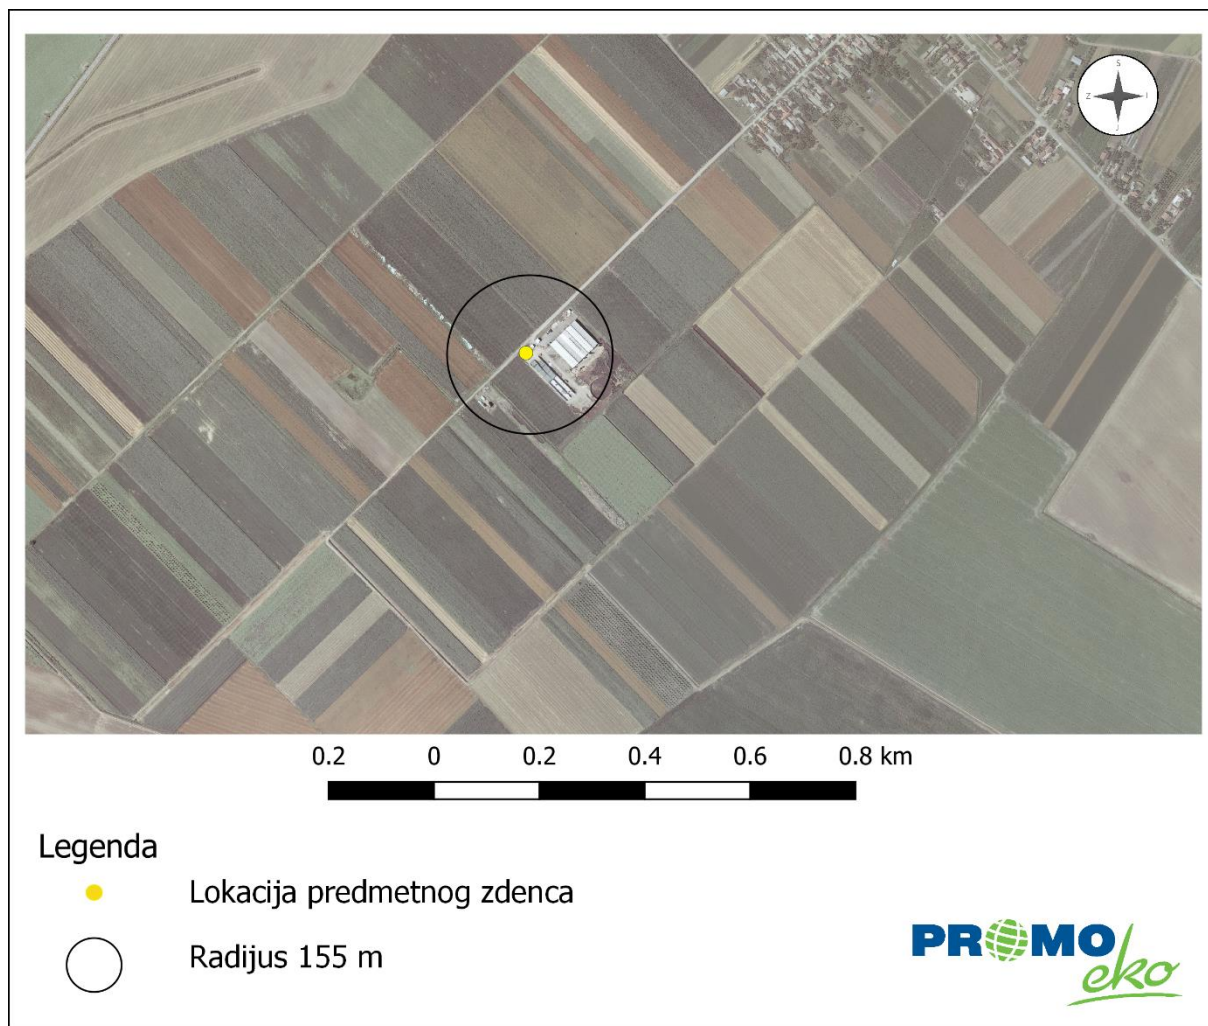 S
Z I
J
0.2 0 0.2 0.4 0.6 0.8 km
Legenda
Lokacija predmetnog zdenca
Radijus 155 m
PROMO
eko